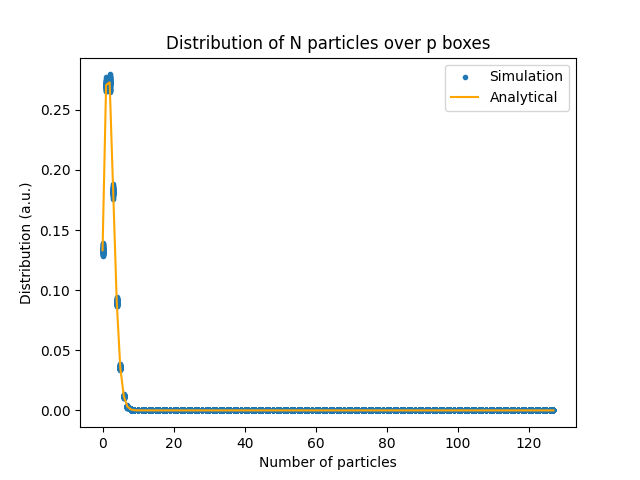 Distribution of N particles over p boxes
Simulation
Analytical
Distribution (a.u.)
0.25
0.20
0.15
0.10
0.05
0.00
0 20 40 60 80 100 120
Number of particles